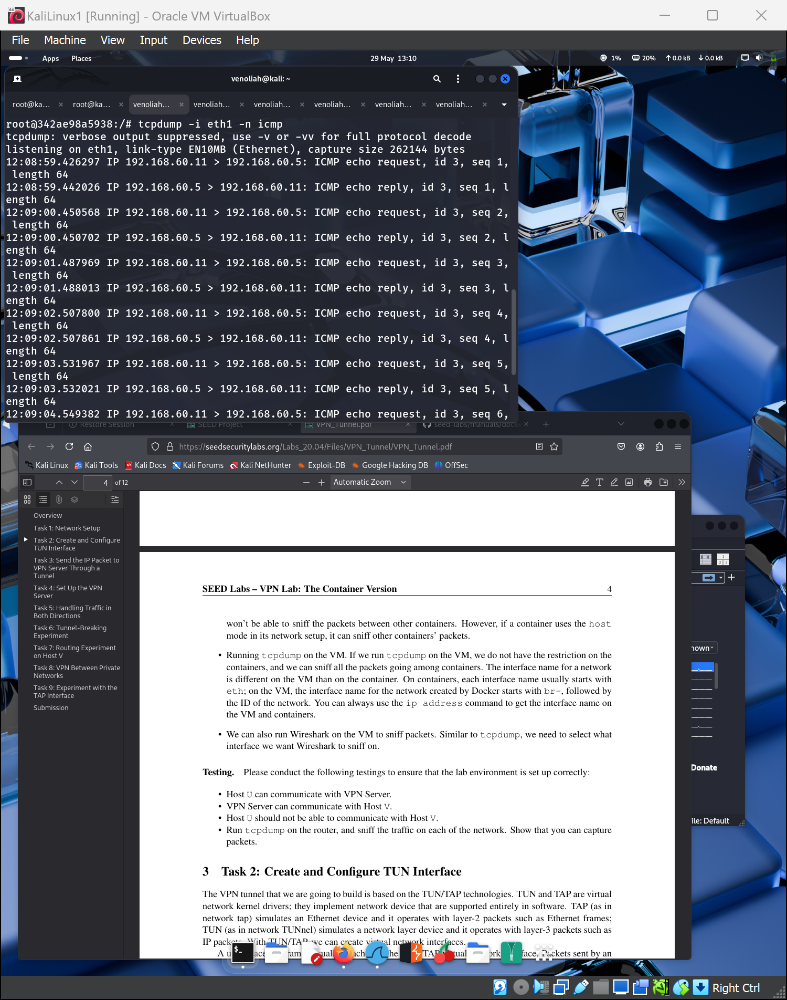 KaliLinux1 [Running] - Oracle VM VirtualBox
File Machine View Input Devices Help
Apps Places 29 May 13:10 1% 20% 0.0 kB 0.0 kB
venoliah@kali: ~
root@ka... root@ka... venoliah... venoliah... venoliah... venoliah... venoliah... venoliah...
root@342ae98a5938:/# tcpdump -i eth1 -n icmp
tcpdump: verbose output suppressed, use -v or -vv for full protocol decode
listening on eth1, link-type EN10MB (Ethernet), capture size 262144 bytes
12:08:59.426297 IP 192.168.60.11 > 192.168.60.5: ICMP echo request, id 3, seq 1,
length 64
12:08:59.442026 IP 192.168.60.5 > 192.168.60.11: ICMP echo reply, id 3, seq 1, l
ength 64
12:09:00.450568 IP 192.168.60.11 > 192.168.60.5: ICMP echo request, id 3, seq 2,
length 64
12:09:00.450702 IP 192.168.60.5 > 192.168.60.11: ICMP echo reply, id 3, seq 2, l
ength 64
12:09:01.487969 IP 192.168.60.11 > 192.168.60.5: ICMP echo request, id 3, seq 3,
length 64
12:09:01.488013 IP 192.168.60.5 > 192.168.60.11: ICMP echo reply, id 3, seq 3, l
ength 64
12:09:02.507800 IP 192.168.60.11 > 192.168.60.5: ICMP echo request, id 3, seq 4,
length 64
12:09:02.507861 IP 192.168.60.5 > 192.168.60.11: ICMP echo reply, id 3, seq 4, l
ength 64
12:09:03.531967 IP 192.168.60.11 > 192.168.60.5: ICMP echo request, id 3, seq 5,
length 64
12:09:03.532021 IP 192.168.60.5 > 192.168.60.11: ICMP echo reply, id 3, seq 5, l
ength 64
12:09:04.549382 IP 192.168.60.11 > 192.168.60.5: ICMP echo request, id 3, seq 6,
Restore Session SEED Project VPN_Tunnel.pdf seed-labs/manuals/docke
https://seedsecuritylabs.org/Labs_20.04/Files/VPN_Tunnel/VPN_Tunnel.pdf
Kali Linux Kali Tools Kali Docs Kali Forums Kali NetHunter Exploit-DB Google Hacking DB OffSec
4 of 12 Automatic Zoom
Overview
Task 1: Network Setup
Task 2: Create and Configure
TUN Interface
Task 3: Send the IP Packet to
VPN Server Through a
Tunnel
Task 4: Set Up the VPN
Server
Task 5: Handling Traffic in
Both Directions
Task 6: Tunnel-Breaking
Experiment
Task 7: Routing Experiment
on Host V
Task 8: VPN Between Private
Networks
Task 9: Experiment with the
TAP Interface
Submission
SEED Labs – VPN Lab: The Container Version 4
won't be able to sniff the packets between other containers. However, if a container uses the host
mode in its network setup, it can sniff other containers' packets.
• Running tcpdump on the VM. If we run tcpdump on the VM, we do not have the restriction on the
containers, and we can sniff all the packets going among containers. The interface name for a network
is different on the VM than on the container. On containers, each interface name usually starts with
eth; on the VM, the interface name for the network created by Docker starts with br-, followed by
the ID of the network. You can always use the ip address command to get the interface name on
the VM and containers.
• We can also run Wireshark on the VM to sniff packets. Similar to tcpdump, we need to select what
interface we want Wireshark to sniff on.
Testing. Please conduct the following testings to ensure that the lab environment is set up correctly:
• Host U can communicate with VPN Server.
• VPN Server can communicate with Host V.
• Host U should not be able to communicate with Host V.
• Run tcpdump on the router, and sniff the traffic on each of the network. Show that you can capture
packets.
3 Task 2: Create and Configure TUN Interface
The VPN tunnel that we are going to build is based on the TUN/TAP technologies. TUN and TAP are virtual
network kernel drivers; they implement network device that are supported entirely in software. TAP (as in
network tap) simulates an Ethernet device and it operates with layer-2 packets such as Ethernet frames;
TUN (as in network TUNnel) simulates a network layer device and it operates with layer-3 packets such as
IP packets. With TUN/TAP, we can create virtual network interfaces.
A packets sent by an
nown
Donate
ile: Default
Right Ctrl